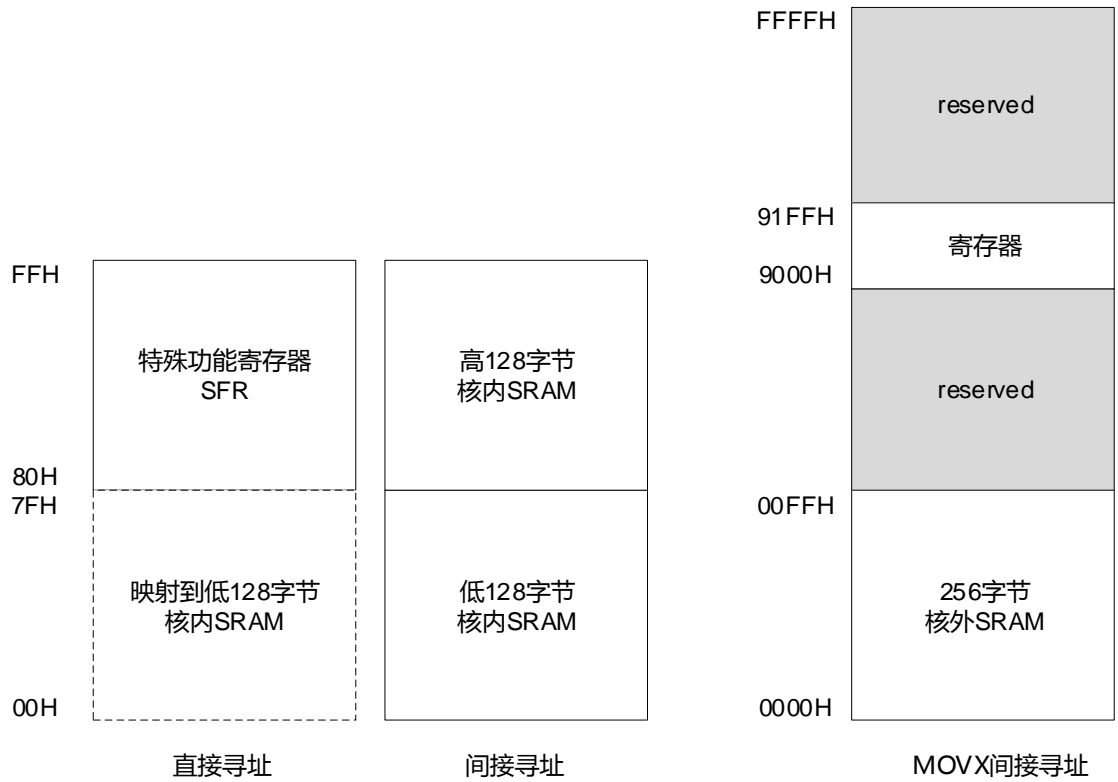 FFFFH
reserved
91FFH
寄存器
9000H
FFH
特殊功能寄存器
SFR
高128字节
核内SRAM
reserved
80H
7FH
00FFH
映射到低128字节
核内SRAM
低128字节
核内SRAM
256字节
核外SRAM
00H
0000H
直接寻址
间接寻址
MOVX间接寻址